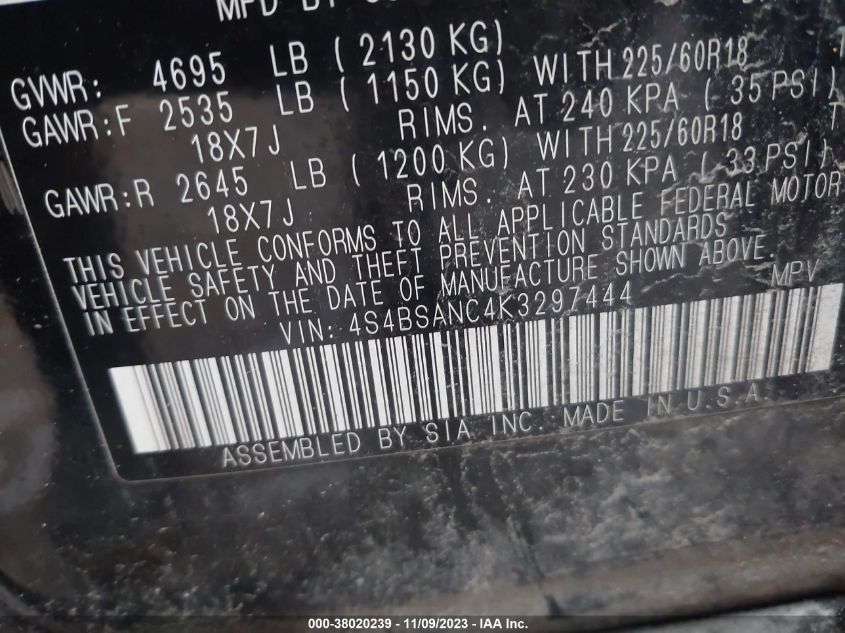 MFD BY
GVWR: 4695 LB ( 2130 KG)
GAWR:F 2535 LB ( 1150 KG) WITH 225/60R18 T
18X7J RIMS. AT 240 KPA ( 35 PSI)
GAWR:R 2645 LB ( 1200 KG) WITH 225/60R18 T
18X7J RIMS. AT 230 KPA ( 33 PSI)
THIS VEHICLE CONFORMS TO ALL APPLICABLE FEDERAL MOTOR
VEHICLE SAFETY AND THEFT PREVENTION STANDARDS
IN EFFECT ON THE DATE OF MANUFACTURE SHOWN ABOVE.
VIN: 4S4BSANC4K3297444 MPV
ASSEMBLED BY SIA, INC. MADE IN U.S.A.
000-38020239 - 11/09/2023 - IAA Inc.